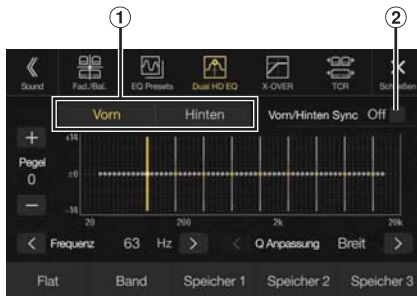 1 2
Sound Fad./Bal. EQ Presets Dual HD EQ X-OVER TCR Schließen
Vorn Hinten Vorn/Hinten Sync Off
+
+14
Pegel
0
±0
−
-14
20 200 2k 20k
Frequenz 63 Hz Q Anpassung Breit
Flat Band Speicher 1 Speicher 2 Speicher 3